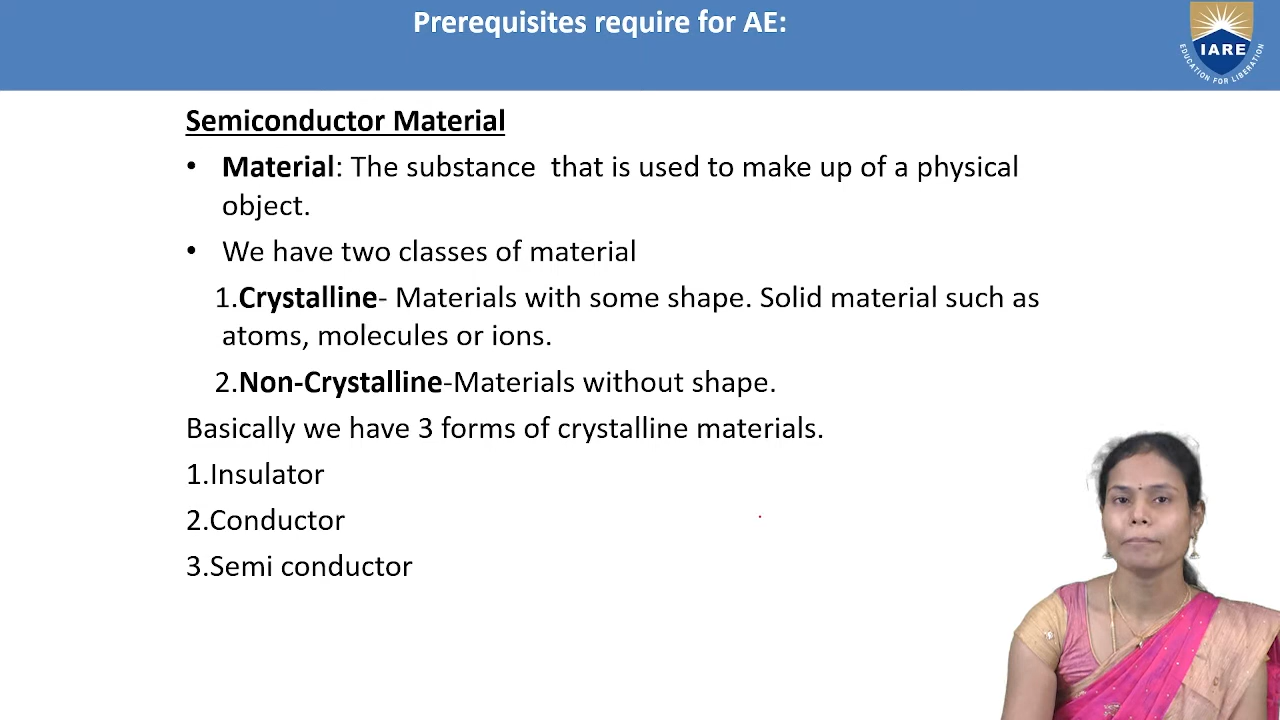 Prerequisites require for AE:
IARE
EDUCATION FOR LIBERATION
Semiconductor Material
• Material: The substance that is used to make up of a physical
object.
• We have two classes of material
1.Crystalline- Materials with some shape. Solid material such as
atoms, molecules or ions.
2.Non-Crystalline-Materials without shape.
Basically we have 3 forms of crystalline materials.
1.Insulator
2.Conductor
3.Semi conductor